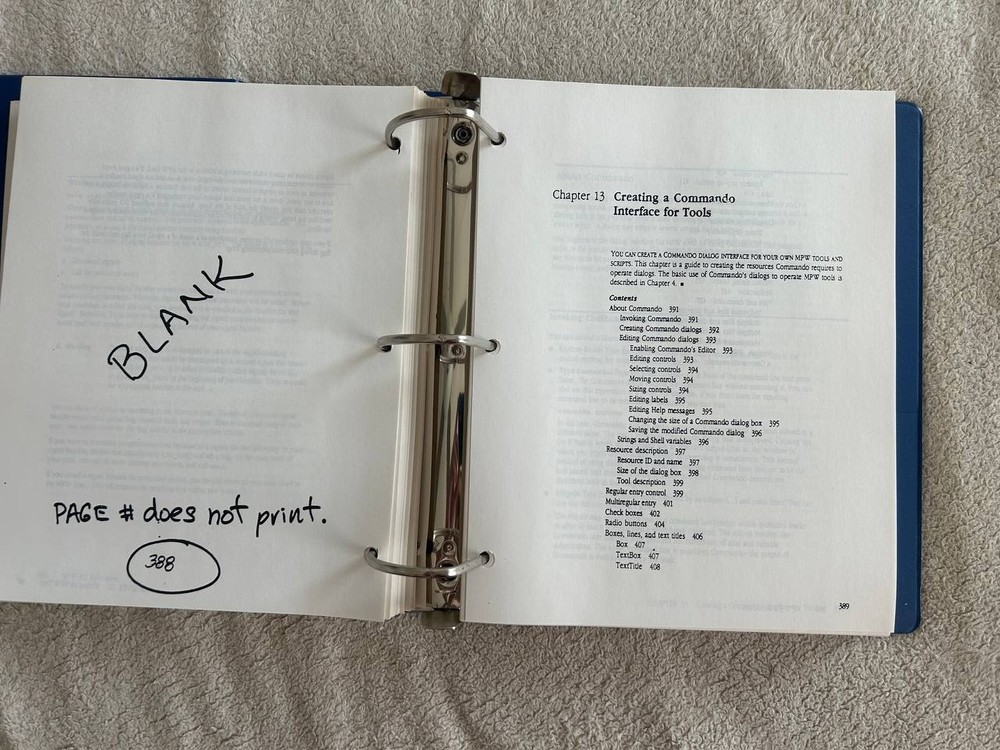 BLANK
PAGE # does not print.
388
Chapter 13 Creating a Commando
Interface for Tools
YOU CAN CREATE A COMMANDO DIALOG INTERFACE FOR YOUR OWN MPW TOOLS AND
SCRIPTS. This chapter is a guide to creating the resources Commando requires to
operate dialogs. The basic use of Commando's dialogs to operate MPW tools is
described in Chapter 4. ■
Contents
About Commando 391
Invoking Commando 391
Creating Commando dialogs 392
Editing Commando dialogs 393
Enabling Commando's Editor 393
Editing controls 393
Selecting controls 394
Moving controls 394
Sizing controls 394
Editing labels 395
Editing Help messages 395
Changing the size of a Commando dialog box 395
Saving the modified Commando dialog 396
Strings and Shell variables 396
Resource description 397
Resource ID and name 397
Size of the dialog box 398
Tool description 399
Regular entry control 399
Multiregular entry 401
Check boxes 402
Radio buttons 404
Boxes, lines, and text titles 406
Box 407
TextBox 407
TextTitle 408
389